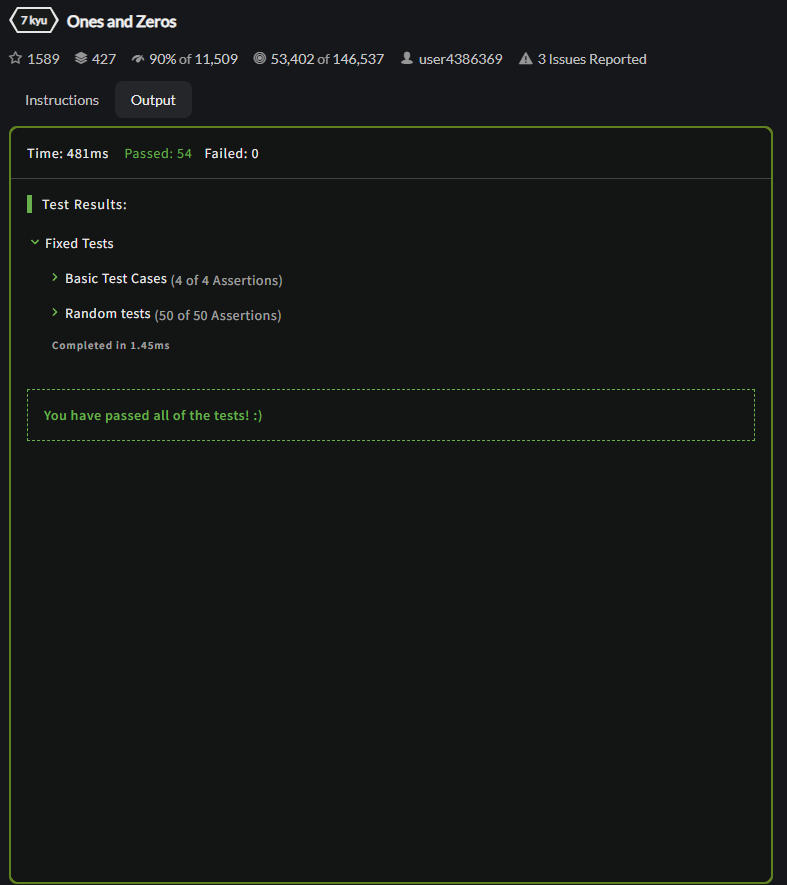 7 kyu Ones and Zeros
1589 427 90% of 11,509 53,402 of 146,537 user4386369 3 Issues Reported
Instructions Output
Time: 481ms Passed: 54 Failed: 0
Test Results:
Fixed Tests
Basic Test Cases (4 of 4 Assertions)
Random tests (50 of 50 Assertions)
Completed in 1.45ms
You have passed all of the tests! :)